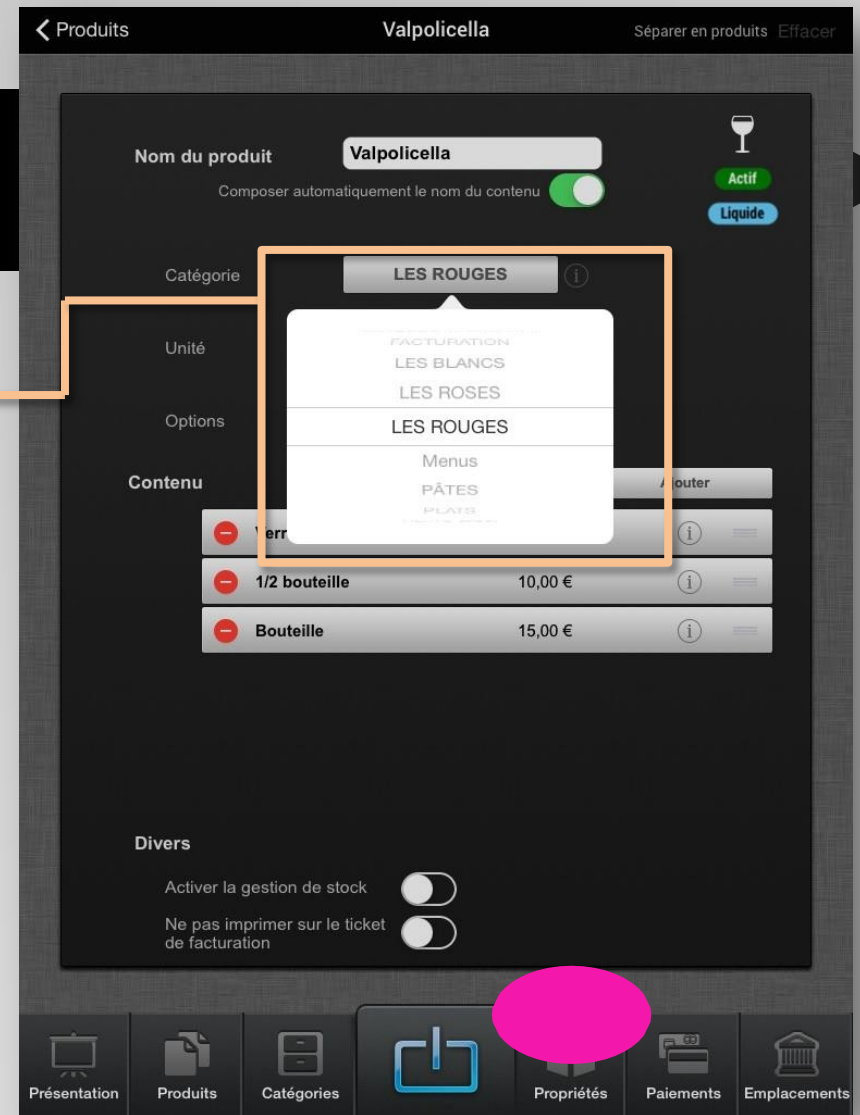 Produits
Valpolicella
Séparer en produits Effacer
Nom du produit
Valpolicella
Composer automatiquement le nom du contenu
Actif
Liquide
Catégorie
LES ROUGES
Unité
FACTURATION
LES BLANCS
LES ROSES
Options
LES ROUGES
Menus
PÂTES
PLATS
Contenu
Ajouter
1/2 bouteille 10,00 €
Bouteille 15,00 €
Divers
Activer la gestion de stock
Ne pas imprimer sur le ticket
de facturation
Présentation
Produits
Catégories
Propriétés
Paiements
Emplacements